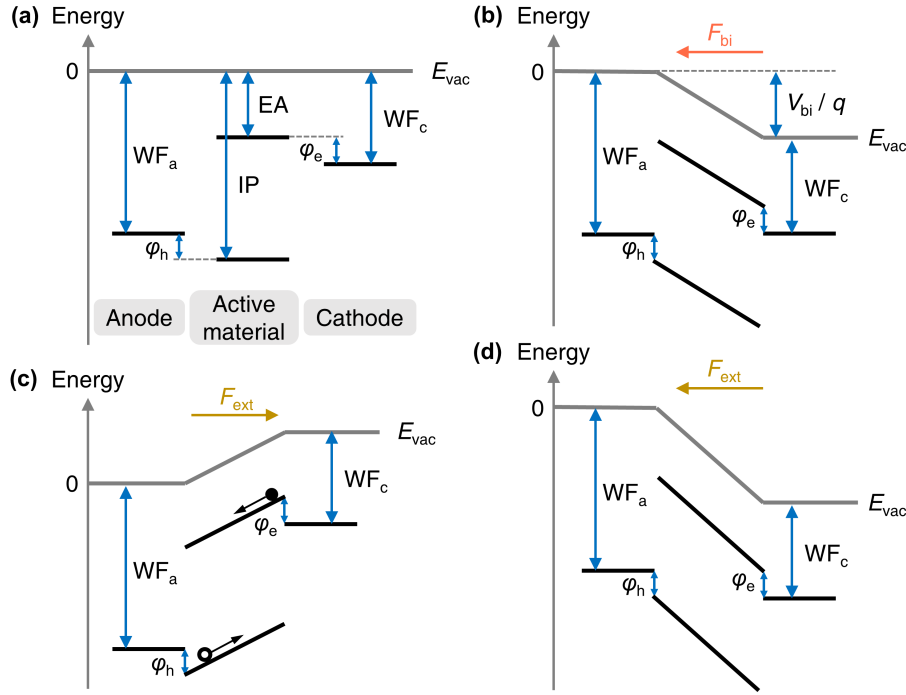 (a) Energy
0
E_vac
EA
WF_a
φ_e
WF_c
IP
φ_h
Anode
Active
material
Cathode
(b) Energy
F_bi
0
V_bi / q
E_vac
WF_a
WF_c
φ_e
φ_h
(c) Energy
F_ext
E_vac
0
WF_c
φ_e
WF_a
φ_h
(d) Energy
F_ext
0
WF_a
E_vac
WF_c
φ_e
φ_h